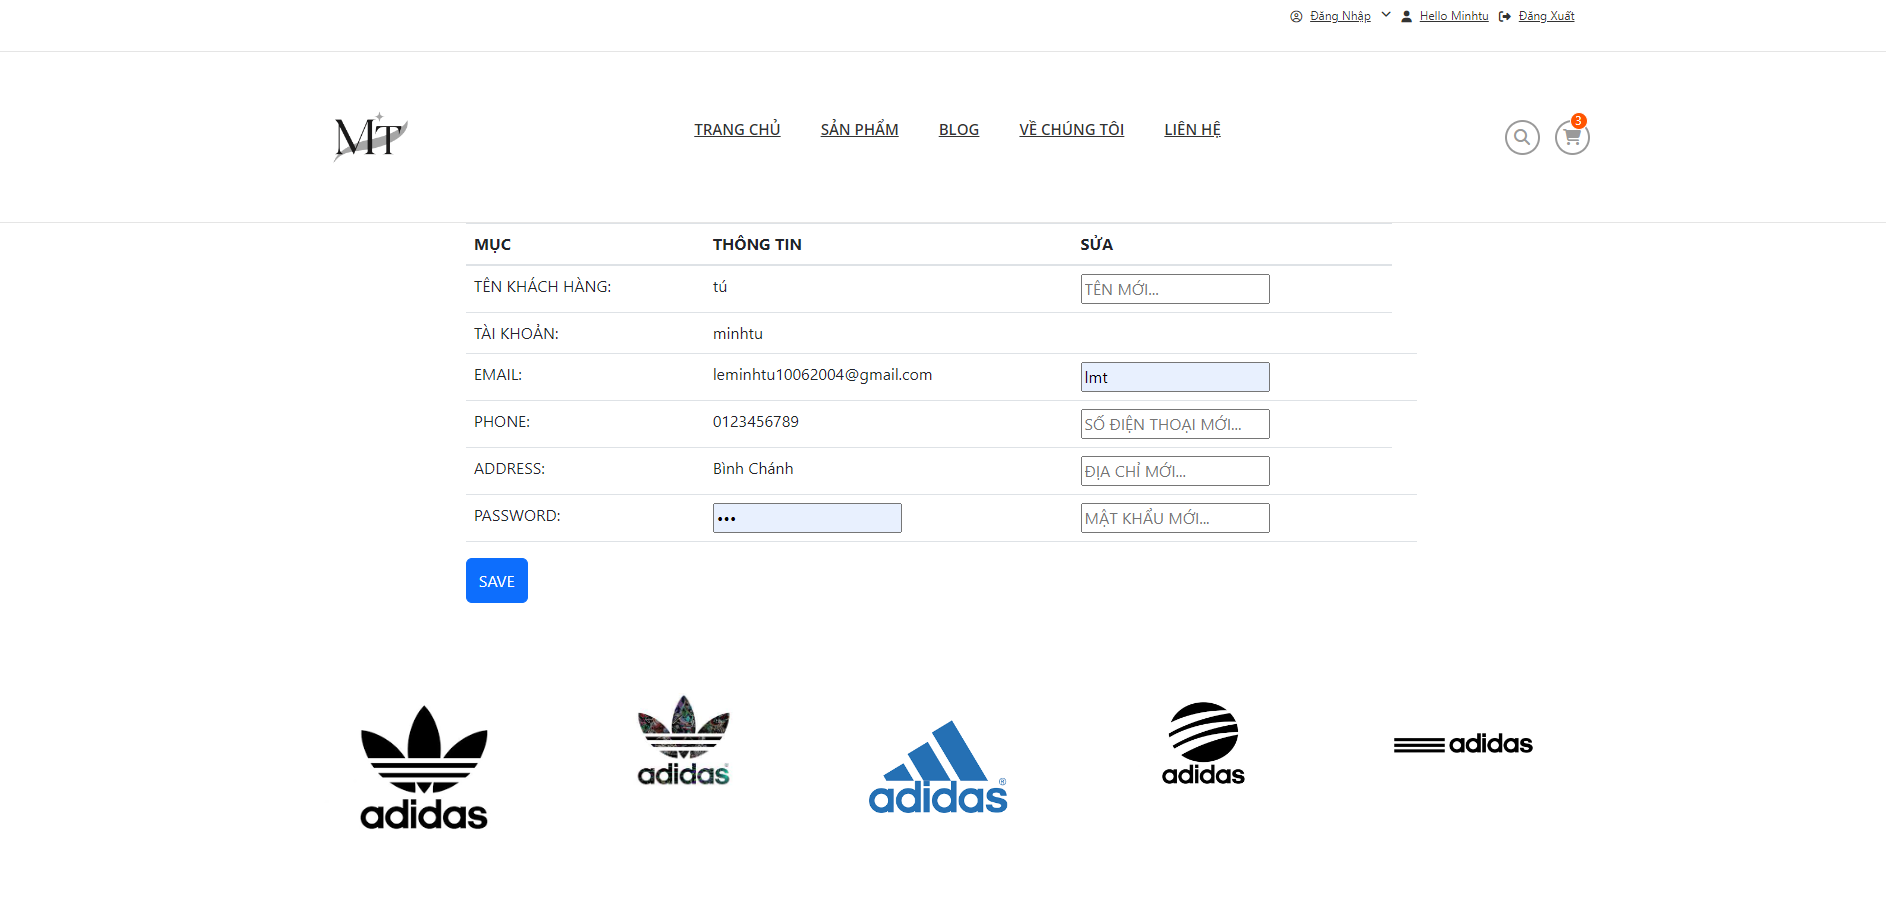 Đăng Nhập Hello Minhtu Đăng Xuất
MT
TRANG CHỦ SẢN PHẨM BLOG VỀ CHÚNG TÔI LIÊN HỆ
3
MỤC THÔNG TIN SỬA
TÊN KHÁCH HÀNG: tú TÊN MỚI...
TÀI KHOẢN: minhtu
EMAIL: leminhtu10062004@gmail.com lmt
PHONE: 0123456789 SỐ ĐIỆN THOẠI MỚI...
ADDRESS: Bình Chánh ĐỊA CHỈ MỚI...
PASSWORD: ••• MẬT KHẨU MỚI...
SAVE
adidas
adidas
adidas®
adidas
adidas